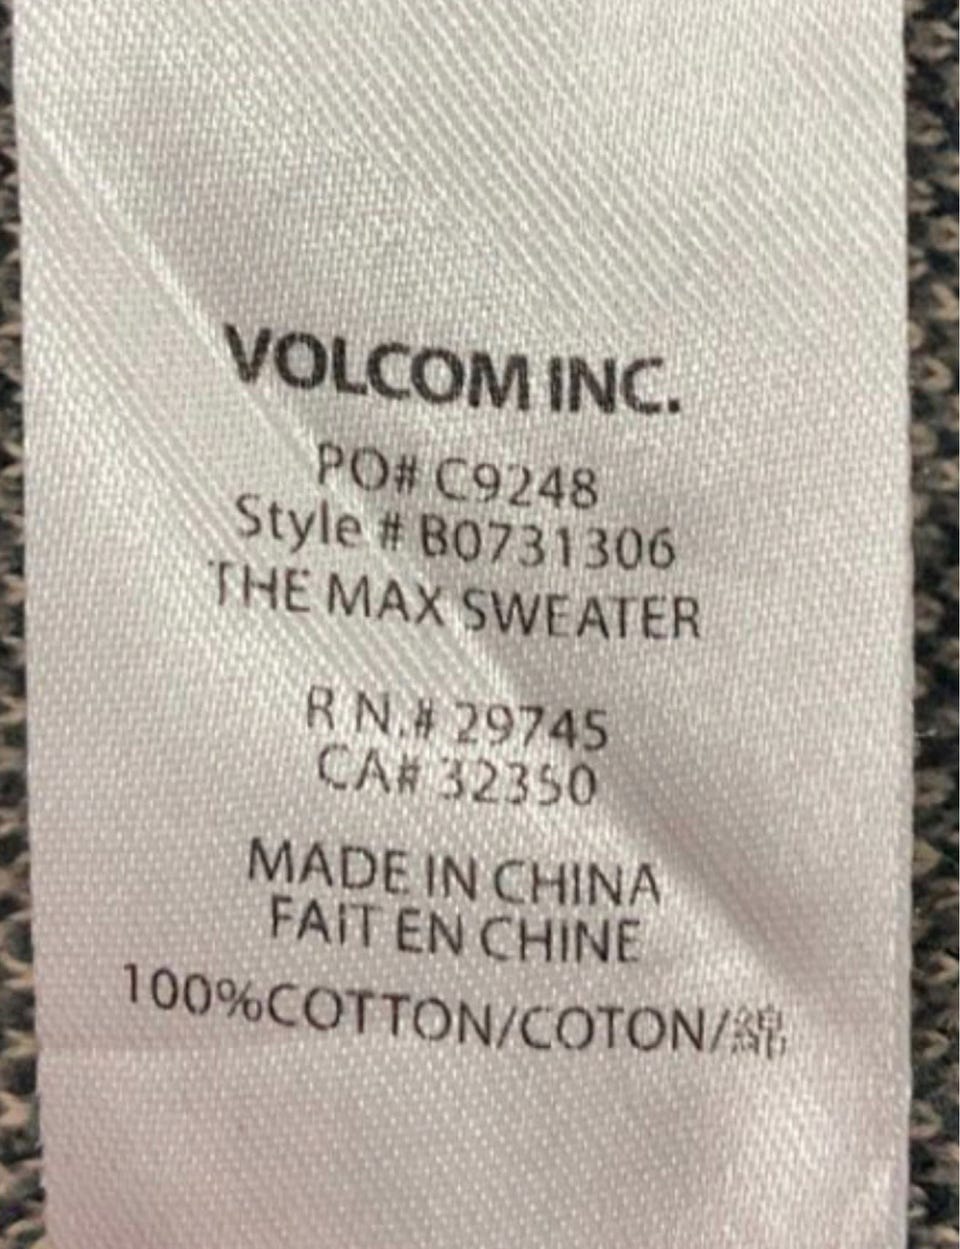 VOLCOM INC.
PO# C9248
Style # B0731306
THE MAX SWEATER
R N.# 29745
CA# 32350
MADE IN CHINA
FAIT EN CHINE
100%COTTON/COTON/綿